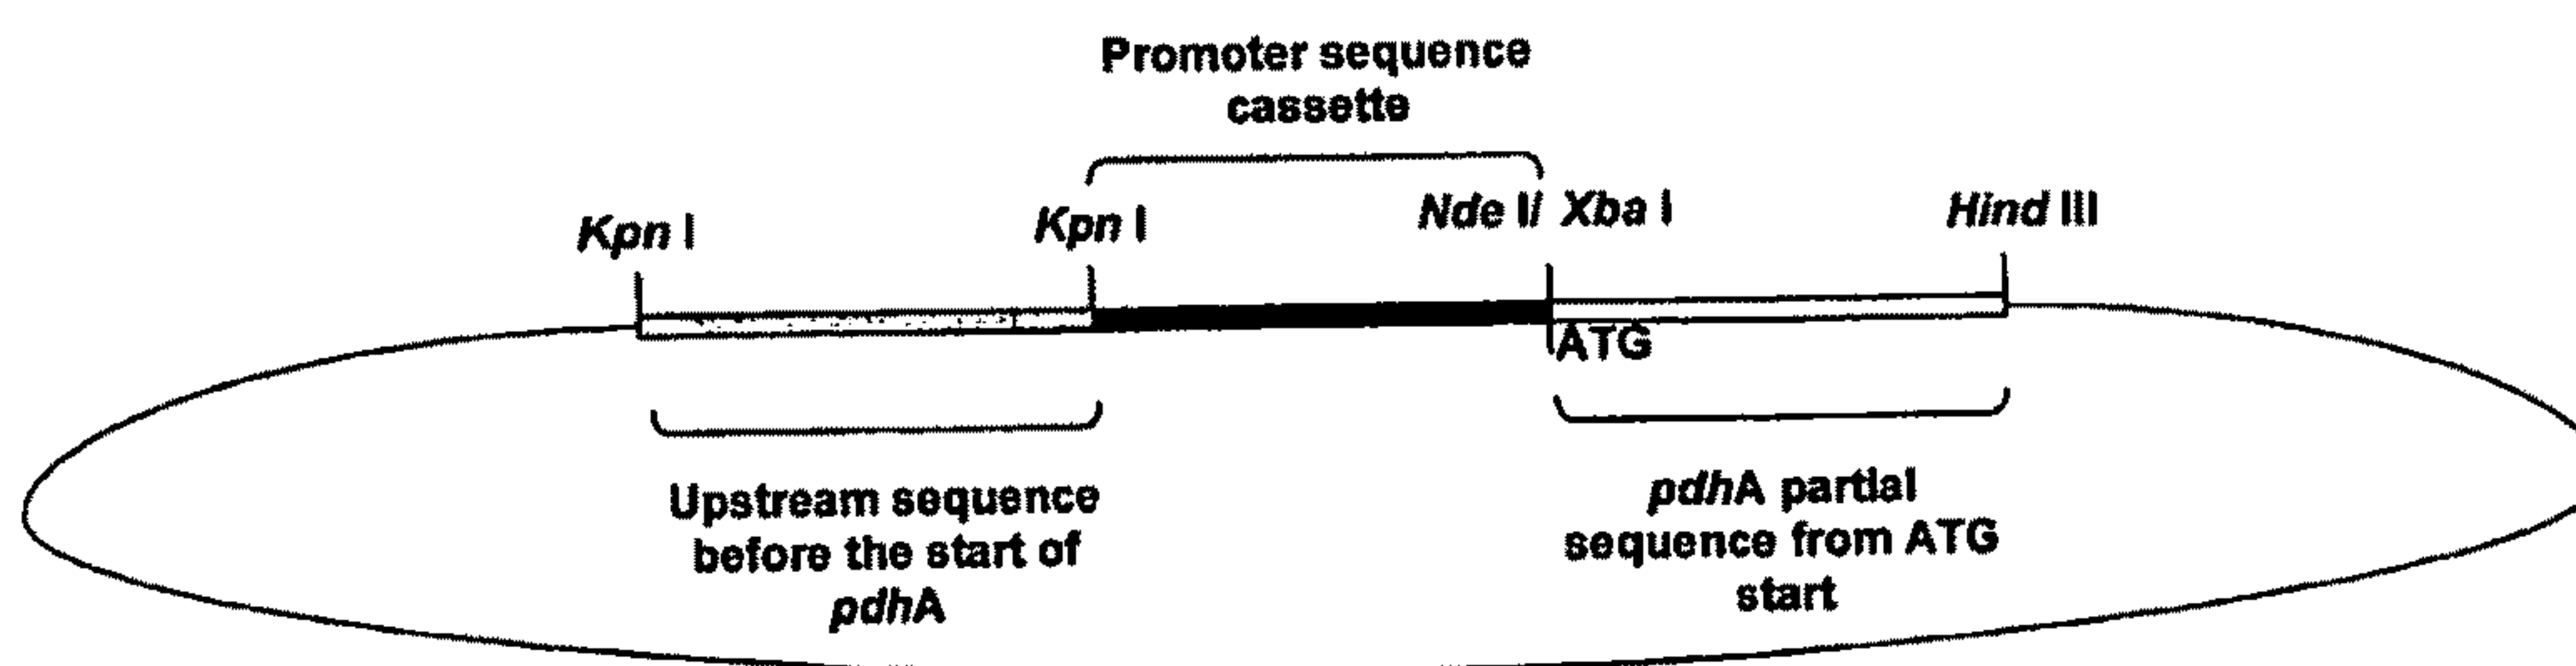 Promoter sequence
cassette
Kpn I
Kpn I
Nde I/ Xba I
Hind III
ATG
Upstream sequence
before the start of
pdhA
pdhA partial
sequence from ATG
start